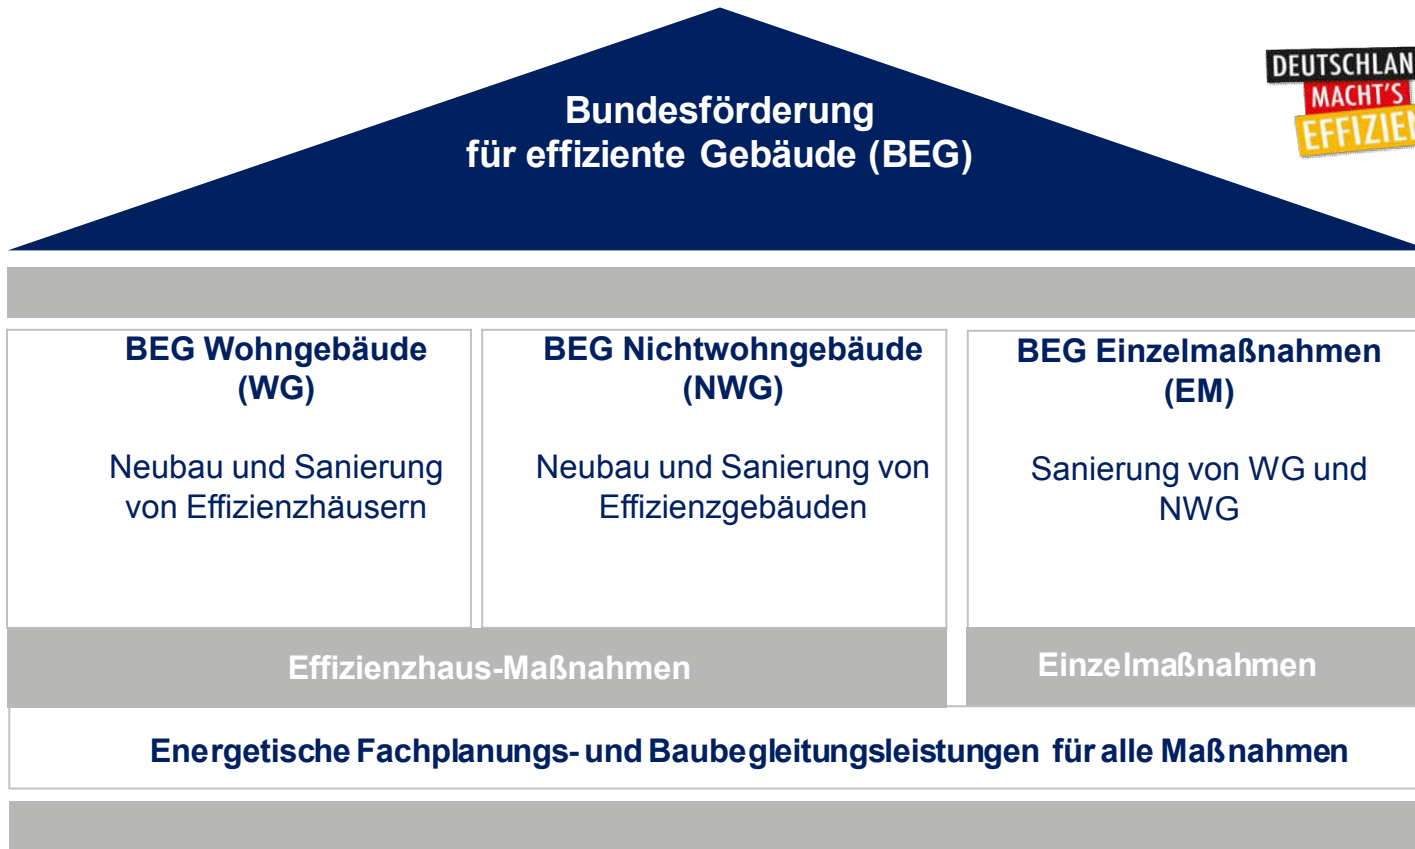 Bundesförderung
für effiziente Gebäude (BEG)
DEUTSCHLAN
MACHT'S
EFFIZIEN
BEG Wohngebäude
(WG)
Neubau und Sanierung
von Effizienzhäusern
BEG Nichtwohngebäude
(NWG)
Neubau und Sanierung von
Effizienzgebäuden
BEG Einzelmaßnahmen
(EM)
Sanierung von WG und
NWG
Effizienzhaus-Maßnahmen
Einzelmaßnahmen
Energetische Fachplanungs- und Baubegleitungsleistungen für alle Maßnahmen